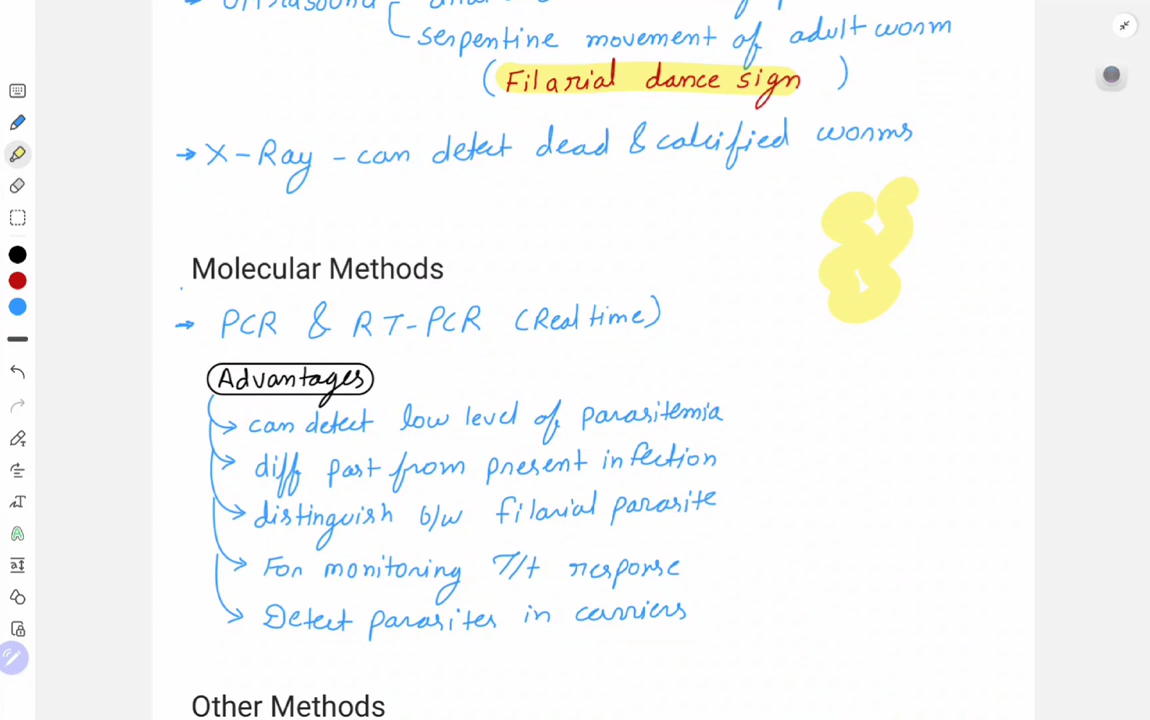 → Ultrasound
serpentine movement of adult worm
(Filarial dance sign)
→ X-Ray - can detect dead & calcified worms
Molecular Methods
→ PCR & RT-PCR (Real time)
Advantages
→ can detect low level of parasitemia
→ diff past from present infection
→ distinguish b/w filarial parasite
→ For monitoring T/t response
→ Detect parasites in carriers
Other Methods